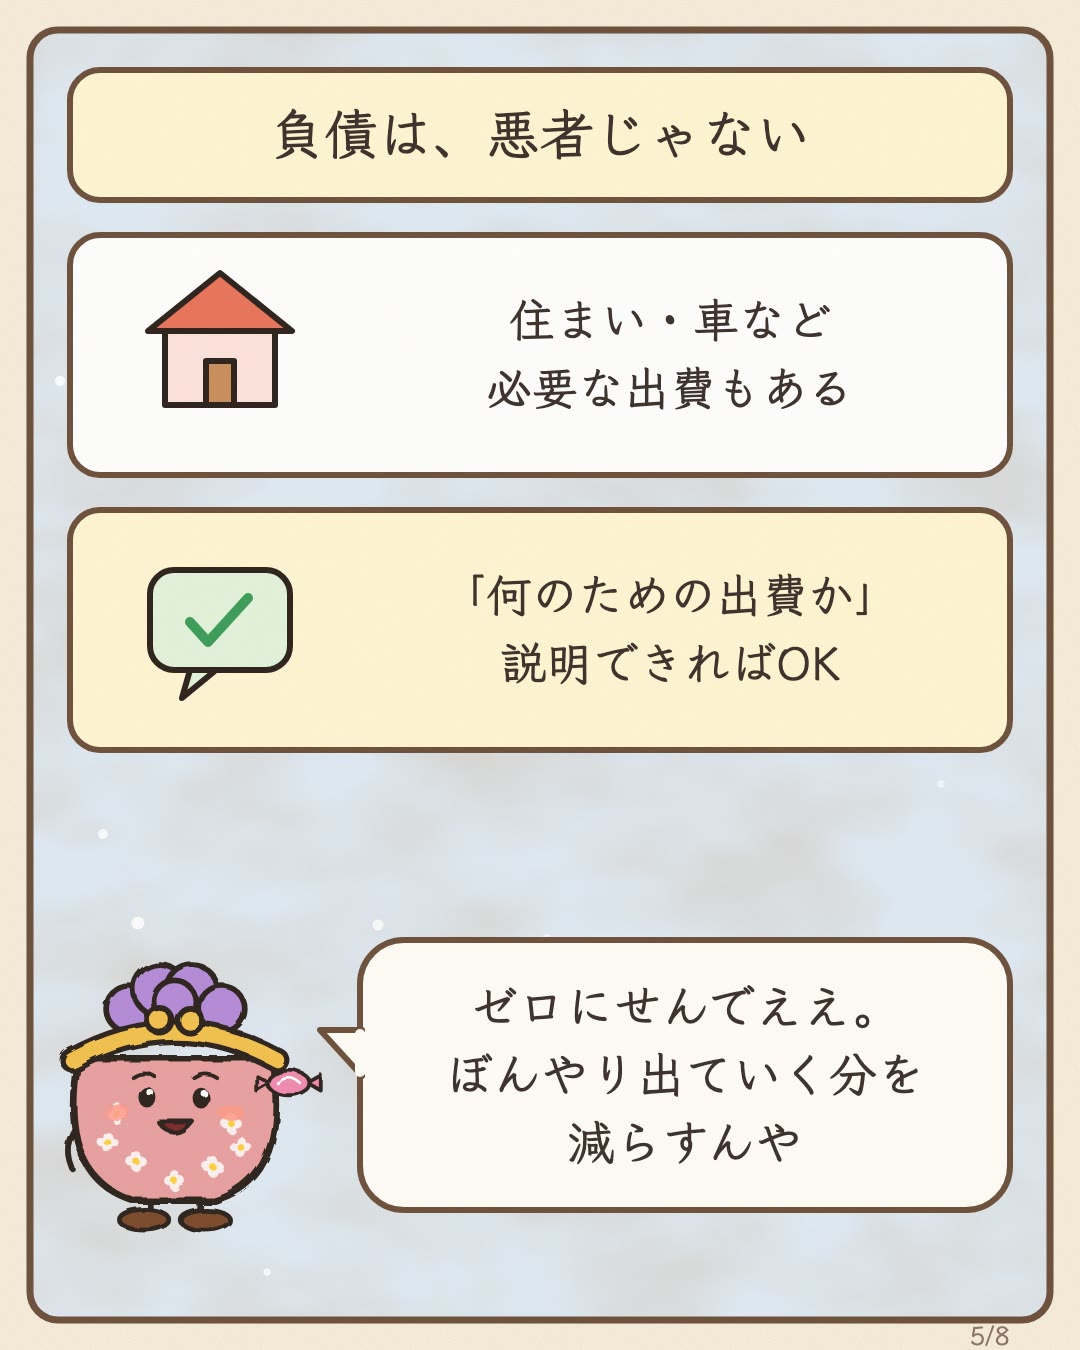 負債は、悪者じゃない
住まい・車など
必要な出費もある
「何のための出費か」
説明できればOK
ゼロにせんでええ。
ぼんやり出ていく分を
減らすんや
5/8